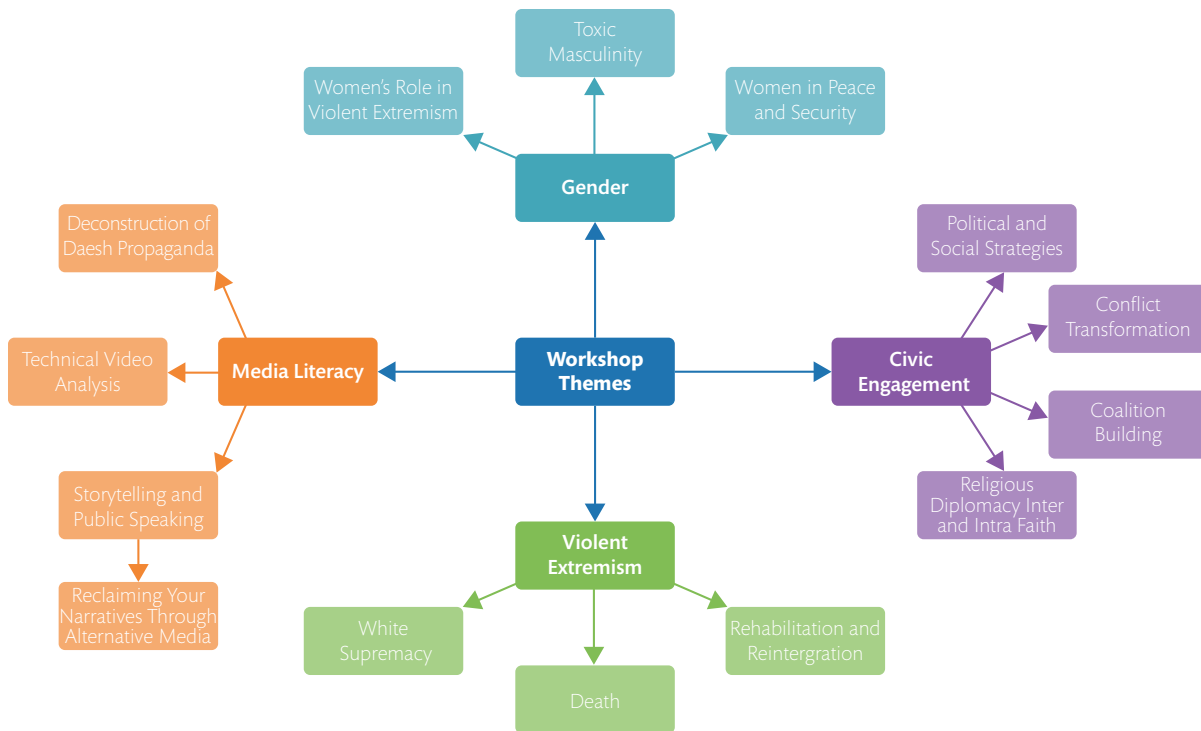 Toxic
Masculinity
Women’s Role in
Violent Extremism
Women in Peace
and Security
Gender
Deconstruction of
Daesh Propaganda
Political and
Social Strategies
Conflict
Transformation
Technical Video
Analysis
Media Literacy
Workshop
Themes
Civic
Engagement
Coalition
Building
Storytelling and
Public Speaking
Religious
Diplomacy Inter
and Intra Faith
Violent
Extremism
Reclaiming Your
Narratives Through
Alternative Media
White
Supremacy
Rehabilitation and
Reintergration
Death